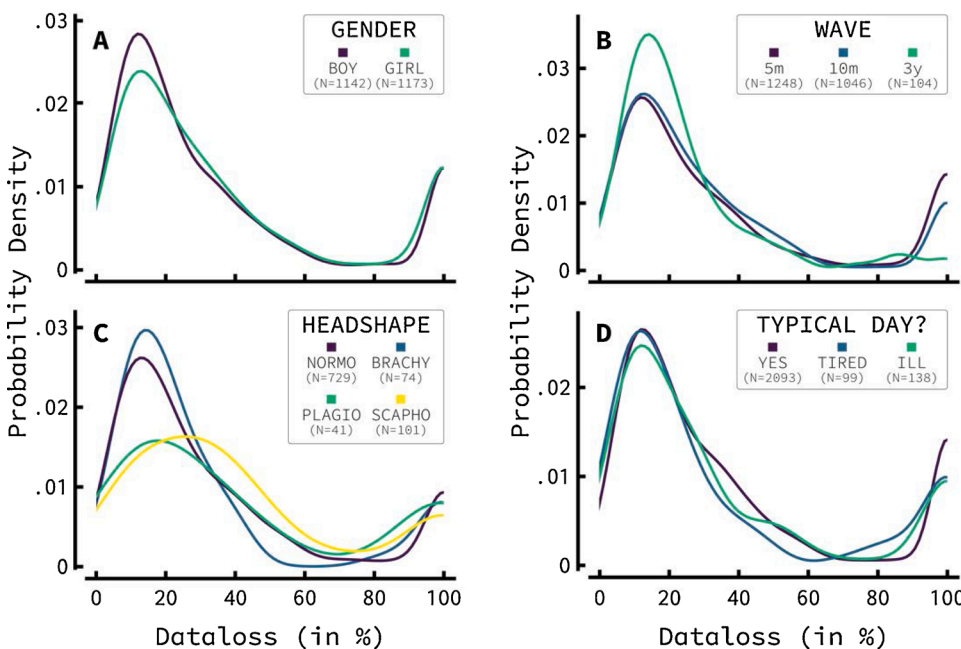 A
GENDER
BOY GIRL
(N=1142) (N=1173)
.03
.02
.01
0
B
WAVE
5m 10m 3y
(N=1248) (N=1046) (N=104)
.03
.02
.01
0
Probability Density
Probability Density
C
HEADSHAPE
NORMO BRACHY
(N=729) (N=74)
PLAGIO SCAPHO
(N=41) (N=101)
.03
.02
.01
0
0 20 40 60 80 100
Dataloss (in %)
D
TYPICAL DAY?
YES TIRED ILL
(N=2093) (N=99) (N=138)
.02
.01
0
0 20 40 60 80 100
Dataloss (in %)